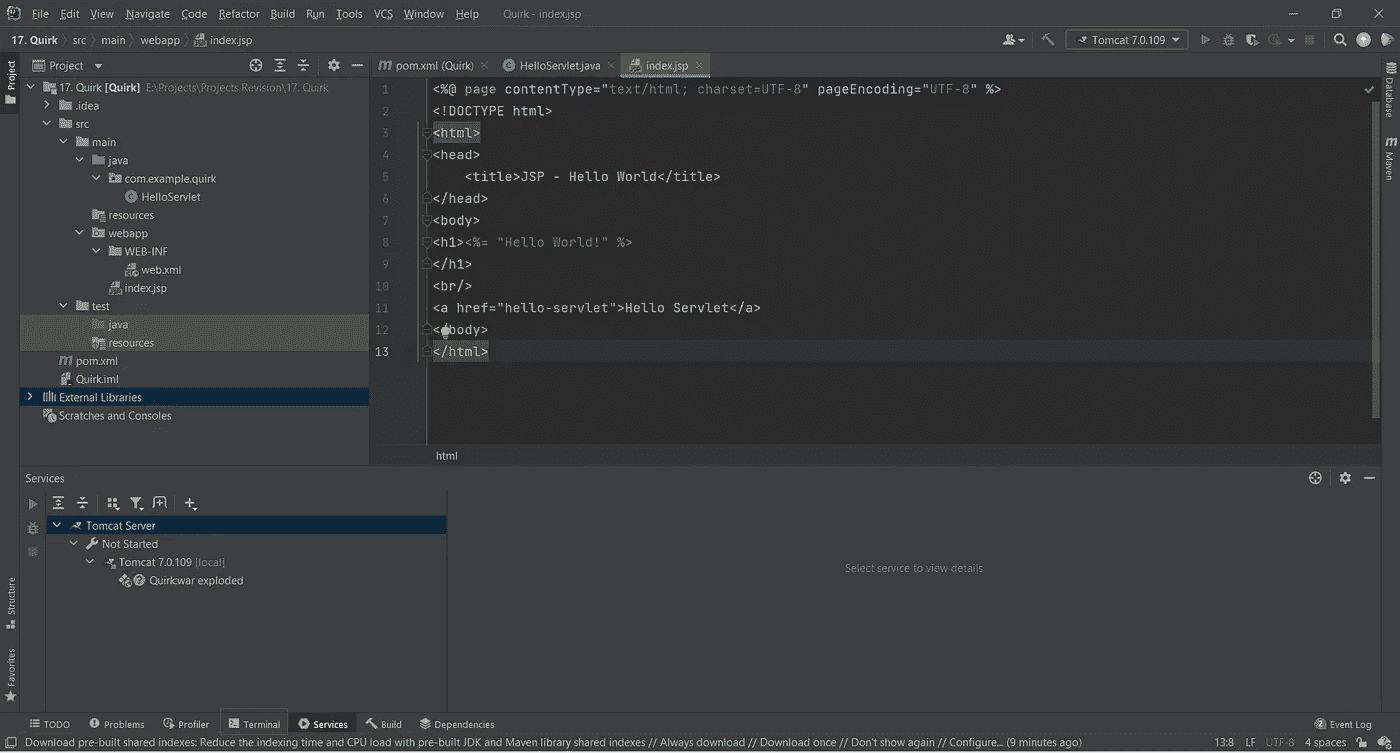 File Edit View Navigate Code Refactor Build Run Tools VCS Window Help Quirk - index.jsp
17. Quirk src main webapp index.jsp Tomcat 7.0.109
Project
Project
pom.xml (Quirk) HelloServlet.java index.jsp
17. Quirk [Quirk] E:\Projects\Projects Revision\17. Quirk
.idea
src
main
java
com.example.quirk
HelloServlet
resources
webapp
WEB-INF
web.xml
index.jsp
test
java
resources
pom.xml
Quirk.iml
External Libraries
Scratches and Consoles
1 <%@ page contentType="text/html; charset=UTF-8" pageEncoding="UTF-8" %>
2 <!DOCTYPE html>
3 <html>
4 <head>
5 <title>JSP - Hello World</title>
6 </head>
7 <body>
8 <h1><%= "Hello World!" %>
9 </h1>
10 <br/>
11 <a href="hello-servlet">Hello Servlet</a>
12 < body>
13 </html>
html
Database
Maven
Services
Tomcat Server
Not Started
Tomcat 7.0.109 [local]
Quirk:war exploded
Select service to view details
Structure
Favorites
TODO Problems Profiler Terminal Services Build Dependencies 2 Event Log
Download pre-built shared indexes: Reduce the indexing time and CPU load with pre-built JDK and Maven library shared indexes // Always download // Download once // Don't show again // Configure... (9 minutes ago) 13:8 LF UTF-8 4 spaces